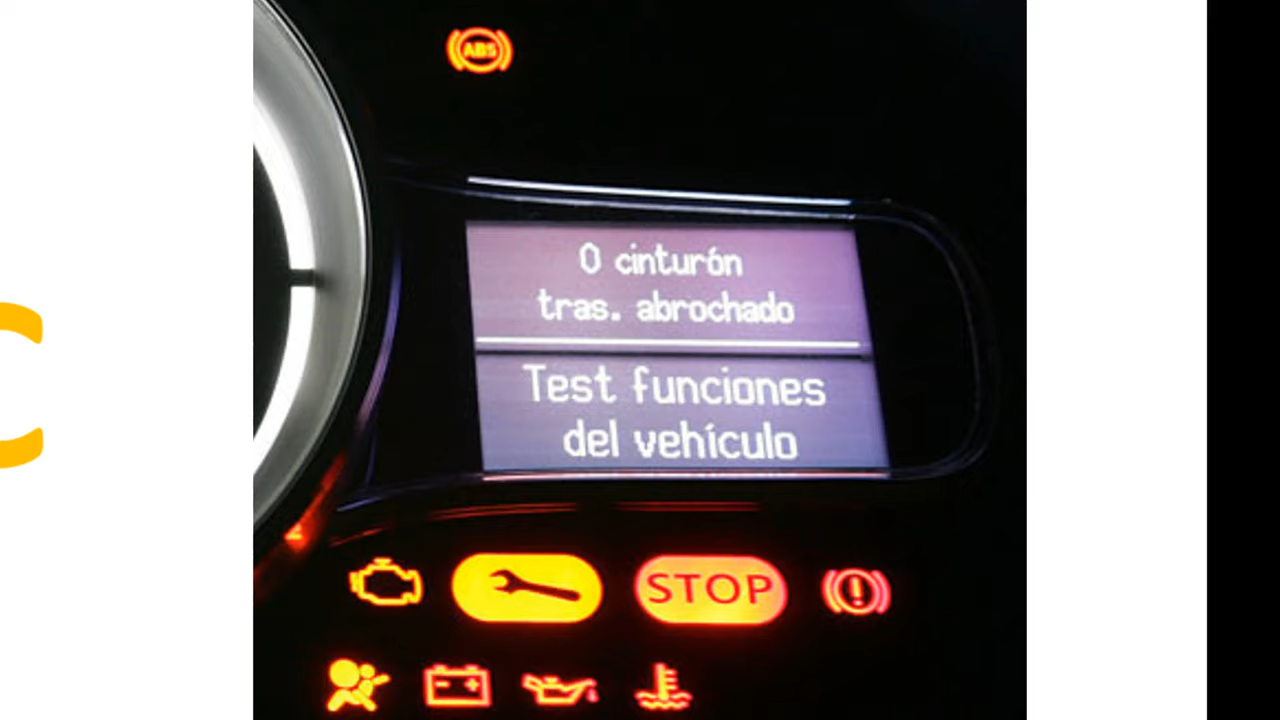 ABS
0 cinturón
tras. abrochado
Test funciones
del vehículo
STOP